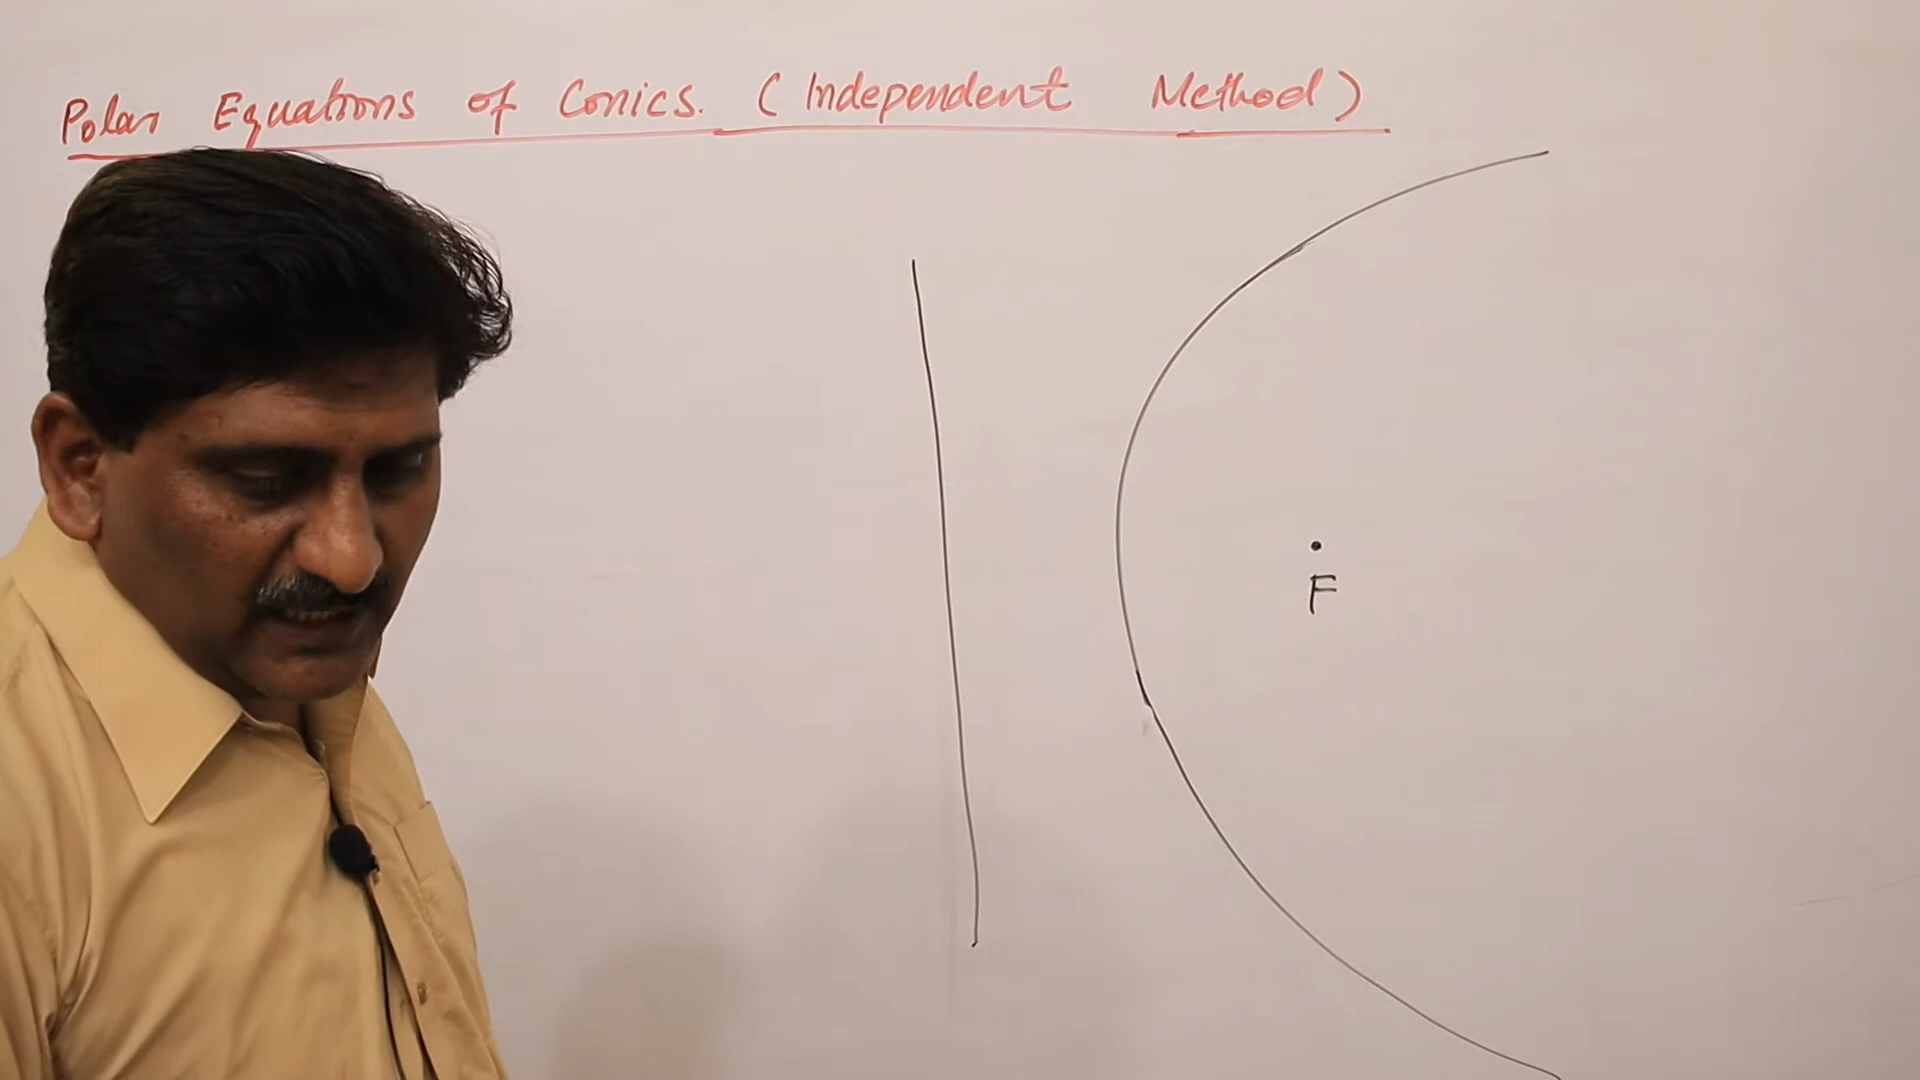 Polar Equations of Conics. (Independent Method)
F